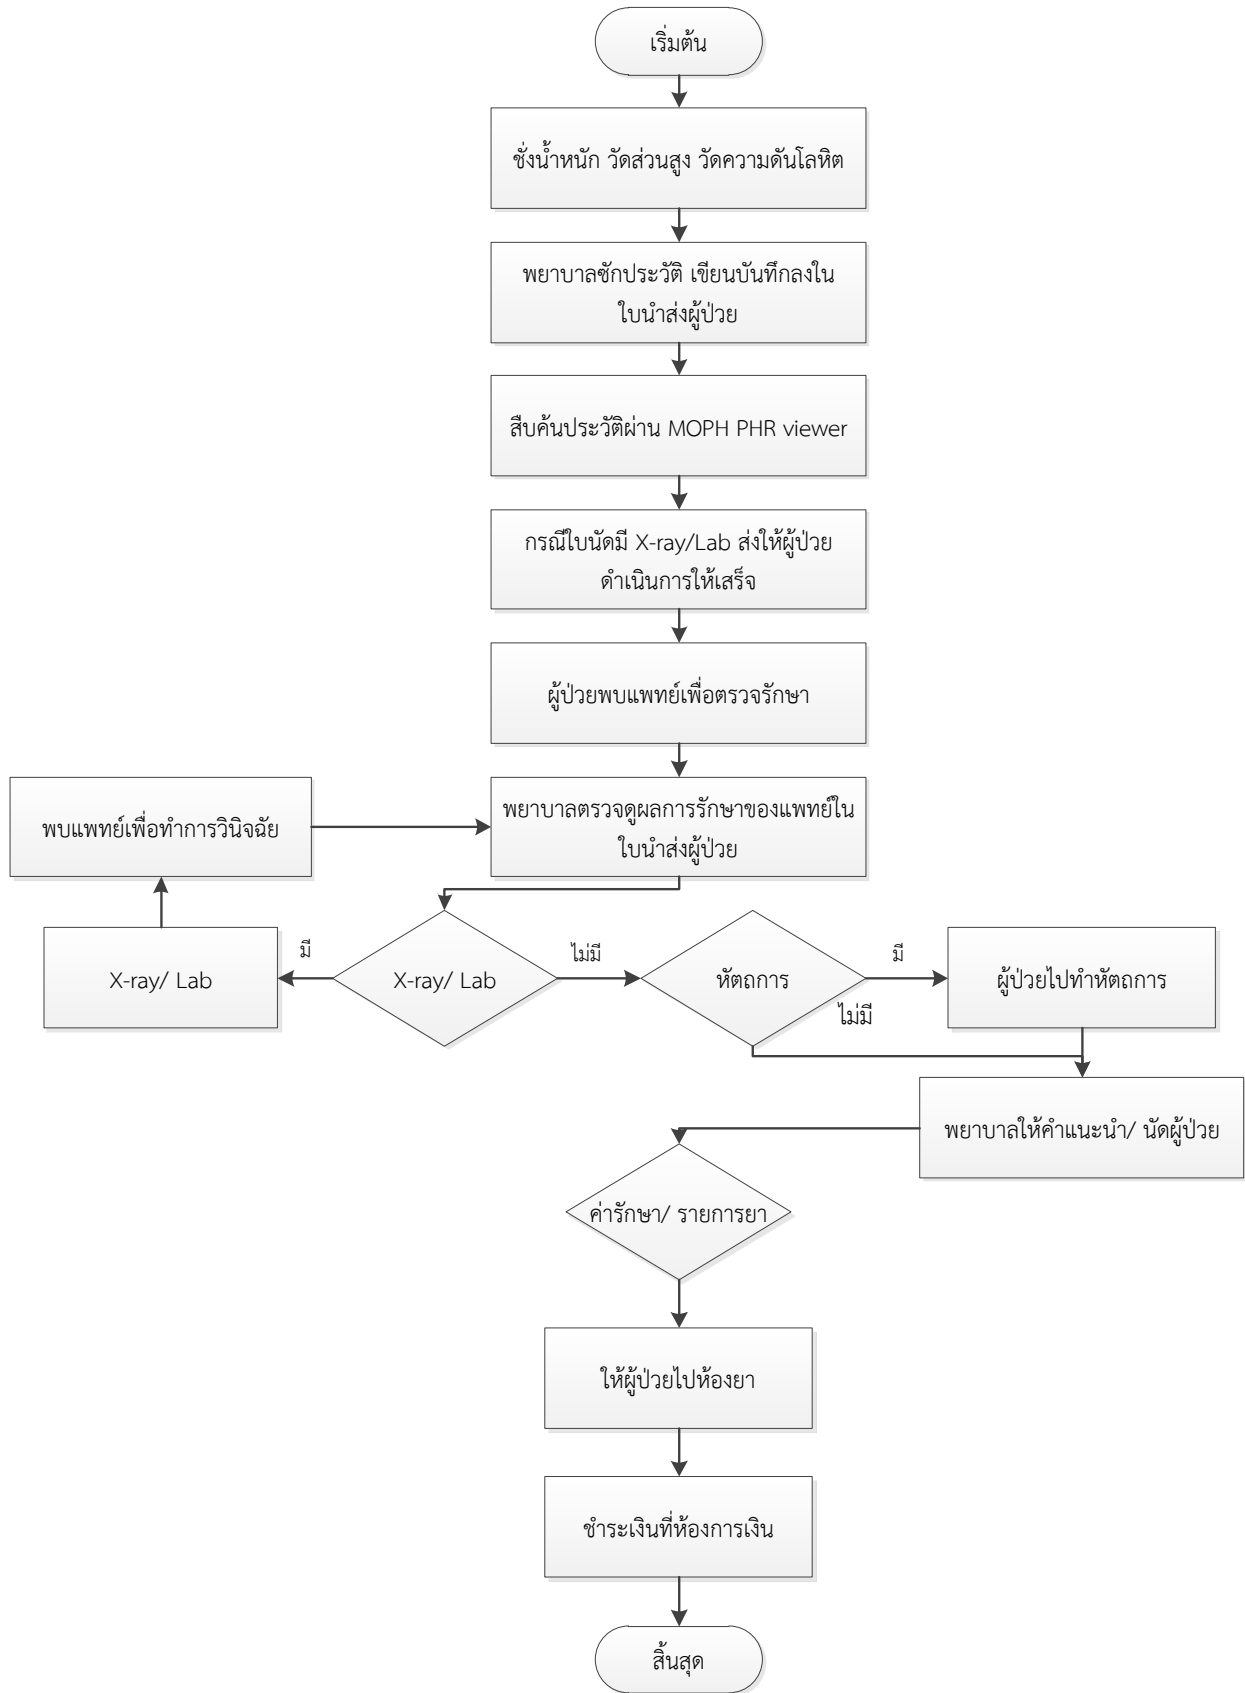 เริ่มต้น
ชั่งน้ำหนัก วัดส่วนสูง วัดความดันโลหิต
พยาบาลซักประวัติ เขียนบันทึกลงใน
ใบนำส่งผู้ป่วย
สืบค้นประวัติผ่าน MOPH PHR viewer
กรณีใบนัดมี X-ray/Lab ส่งให้ผู้ป่วย
ดำเนินการให้เสร็จ
ผู้ป่วยพบแพทย์เพื่อตรวจรักษา
พบแพทย์เพื่อทำการวินิจฉัย
พยาบาลตรวจดูผลการรักษาของแพทย์ใน
ใบนำส่งผู้ป่วย
X-ray/ Lab
มี
X-ray/ Lab
ไม่มี
หัตถการ
มี
ไม่มี
ผู้ป่วยไปทำหัตถการ
พยาบาลให้คำแนะนำ/ นัดผู้ป่วย
ค่ารักษา/ รายการยา
ให้ผู้ป่วยไปห้องยา
ชำระเงินที่ห้องการเงิน
สิ้นสุด